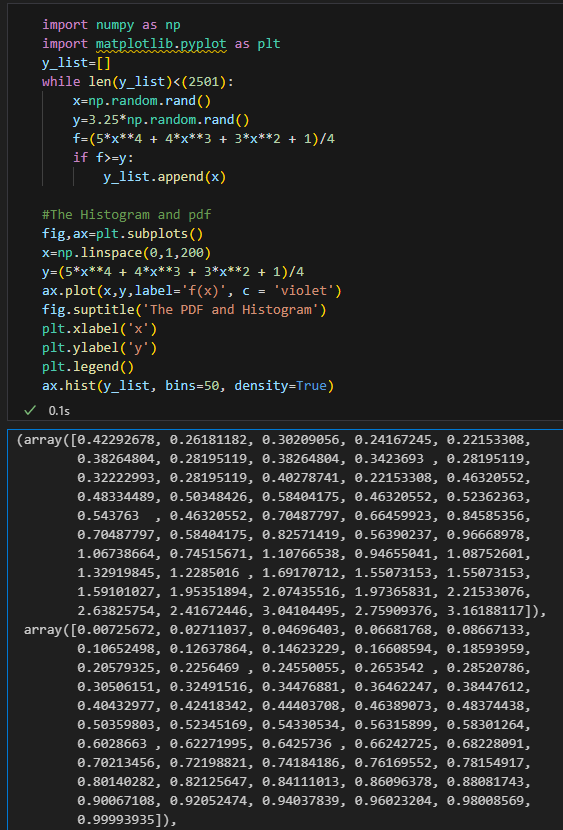 import numpy as np
import matplotlib.pyplot as plt
y_list=[]
while len(y_list)<(2501):
    x=np.random.rand()
    y=3.25*np.random.rand()
    f=(5*x**4 + 4*x**3 + 3*x**2 + 1)/4
    if f>=y:
        y_list.append(x)
#The Histogram and pdf
fig,ax=plt.subplots()
x=np.linspace(0,1,200)
y=(5*x**4 + 4*x**3 + 3*x**2 + 1)/4
ax.plot(x,y,label='f(x)', c = 'violet')
fig.suptitle('The PDF and Histogram')
plt.xlabel('x')
plt.ylabel('y')
plt.legend()
ax.hist(y_list, bins=50, density=True)
✓ 0.1s
(array([0.42292678, 0.26181182, 0.30209056, 0.24167245, 0.22153308,
        0.38264804, 0.28195119, 0.38264804, 0.3423693 , 0.28195119,
        0.32222993, 0.28195119, 0.40278741, 0.22153308, 0.46320552,
        0.48334489, 0.50348426, 0.58404175, 0.46320552, 0.52362363,
        0.543763  , 0.46320552, 0.70487797, 0.66459923, 0.84585356,
        0.70487797, 0.58404175, 0.82571419, 0.56390237, 0.96668978,
        1.06738664, 0.74515671, 1.10766538, 0.94655041, 1.08752601,
        1.32919845, 1.2285016 , 1.69170712, 1.55073153, 1.55073153,
        1.59101027, 1.95351894, 2.07435516, 1.97365831, 2.21533076,
        2.63825754, 2.41672446, 3.04104495, 2.75909376, 3.16188117]),
 array([0.00725672, 0.02711037, 0.04696403, 0.06681768, 0.08667133,
        0.10652498, 0.12637864, 0.14623229, 0.16608594, 0.18593959,
        0.20579325, 0.2256469 , 0.24550055, 0.2653542 , 0.28520786,
        0.30506151, 0.32491516, 0.34476881, 0.36462247, 0.38447612,
        0.40432977, 0.42418342, 0.44403708, 0.46389073, 0.48374438,
        0.50359803, 0.52345169, 0.54330534, 0.56315899, 0.58301264,
        0.6028663 , 0.62271995, 0.6425736 , 0.66242725, 0.68228091,
        0.70213456, 0.72198821, 0.74184186, 0.76169552, 0.78154917,
        0.80140282, 0.82125647, 0.84111013, 0.86096378, 0.88081743,
        0.90067108, 0.92052474, 0.94037839, 0.96023204, 0.98008569,
        0.99993935]),